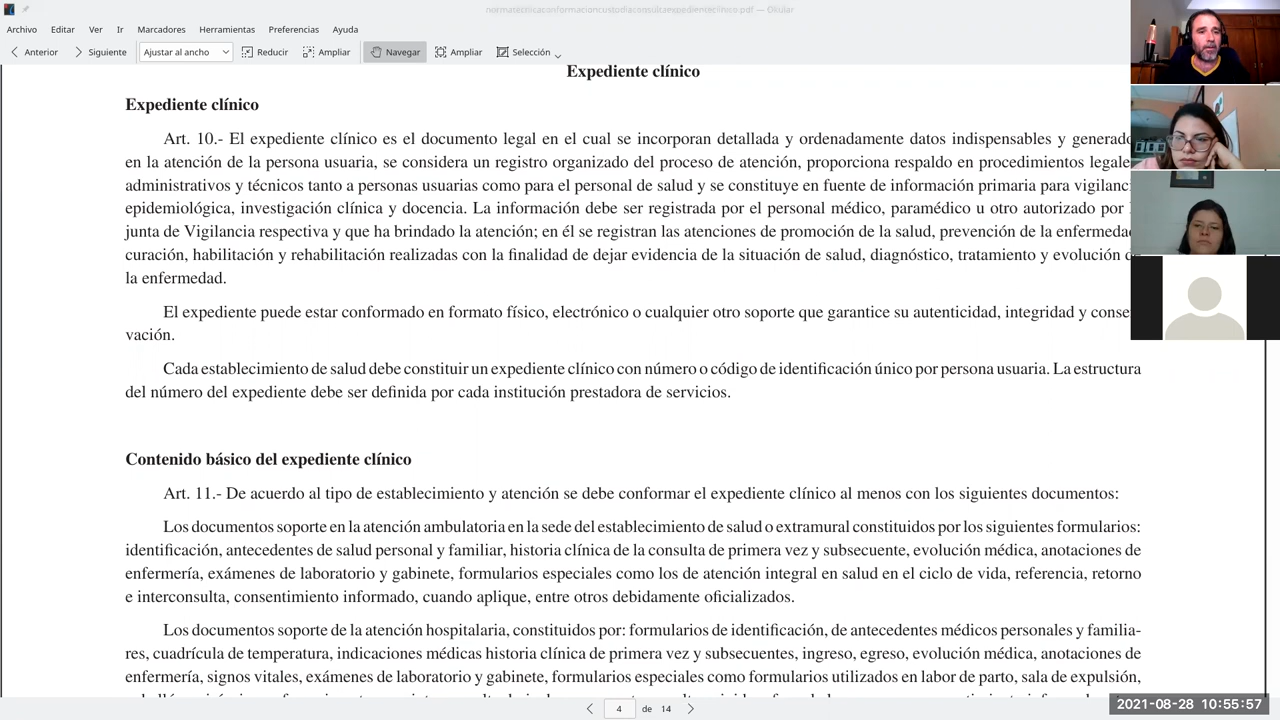 normatécnicaconformacioncustodiaconsultaexpedienteclinico.pdf — Okular
Archivo Editar Ver Ir Marcadores Herramientas Preferencias Ayuda
Anterior Siguiente Ajustar al ancho Reducir Ampliar Navegar Ampliar Selección
Expediente clínico
Expediente clínico
Art. 10.- El expediente clínico es el documento legal en el cual se incorporan detallada y ordenadamente datos indispensables y generado
en la atención de la persona usuaria, se considera un registro organizado del proceso de atención, proporciona respaldo en procedimientos legale
administrativos y técnicos tanto a personas usuarias como para el personal de salud y se constituye en fuente de información primaria para vigilanci
epidemiológica, investigación clínica y docencia. La información debe ser registrada por el personal médico, paramédico u otro autorizado por
junta de Vigilancia respectiva y que ha brindado la atención; en él se registran las atenciones de promoción de la salud, prevención de la enfermeda
curación, habilitación y rehabilitación realizadas con la finalidad de dejar evidencia de la situación de salud, diagnóstico, tratamiento y evolución d
la enfermedad.
El expediente puede estar conformado en formato físico, electrónico o cualquier otro soporte que garantice su autenticidad, integridad y conser
vación.
Cada establecimiento de salud debe constituir un expediente clínico con número o código de identificación único por persona usuaria. La estructura
del número del expediente debe ser definida por cada institución prestadora de servicios.
Contenido básico del expediente clínico
Art. 11.- De acuerdo al tipo de establecimiento y atención se debe conformar el expediente clínico al menos con los siguientes documentos:
Los documentos soporte en la atención ambulatoria en la sede del establecimiento de salud o extramural constituidos por los siguientes formularios:
identificación, antecedentes de salud personal y familiar, historia clínica de la consulta de primera vez y subsecuente, evolución médica, anotaciones de
enfermería, exámenes de laboratorio y gabinete, formularios especiales como los de atención integral en salud en el ciclo de vida, referencia, retorno
e interconsulta, consentimiento informado, cuando aplique, entre otros debidamente oficializados.
Los documentos soporte de la atención hospitalaria, constituidos por: formularios de identificación, de antecedentes médicos personales y familia-
res, cuadrícula de temperatura, indicaciones médicas historia clínica de primera vez y subsecuentes, ingreso, egreso, evolución médica, anotaciones de
enfermería, signos vitales, exámenes de laboratorio y gabinete, formularios especiales como formularios utilizados en labor de parto, sala de expulsión,
4 de 14
2021-08-28 10:55:57